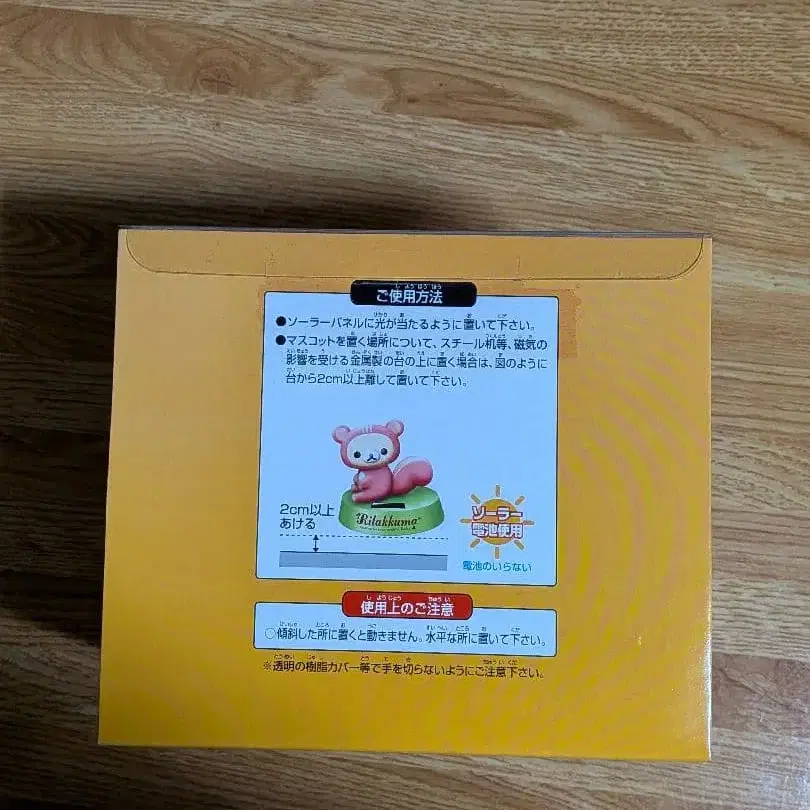 ご使用方法
●ソーラーパネルに光が当たるように置いて下さい。
●マスコットを置く場所について、スチール机等、磁気の
影響を受ける金属製の台の上に置く場合は、図のように
台から2cm以上離して置いて下さい。
2cm以上
あける
Rilakkuma
ソーラー
電池使用
電池のいらない
使用上のご注意
○傾斜した所に置くと動きません。水平な所に置いて下さい。
※透明の樹脂カバー等で手を切らないようにご注意下さい。